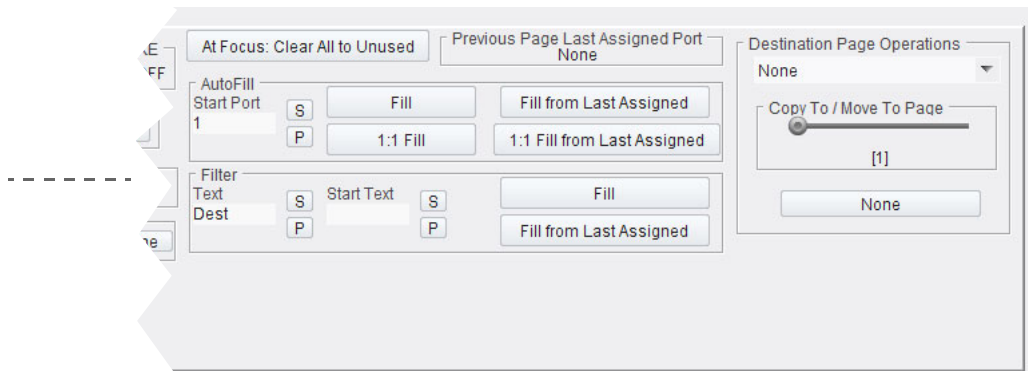 At Focus: Clear All to Unused
Previous Page Last Assigned Port
None
AutoFill
Start Port
1
S
P
Fill
Fill from Last Assigned
1:1 Fill
1:1 Fill from Last Assigned
Filter
Text
Dest
S
P
Start Text
S
P
Fill
Fill from Last Assigned
Destination Page Operations
None
Copy To / Move To Page
[1]
None